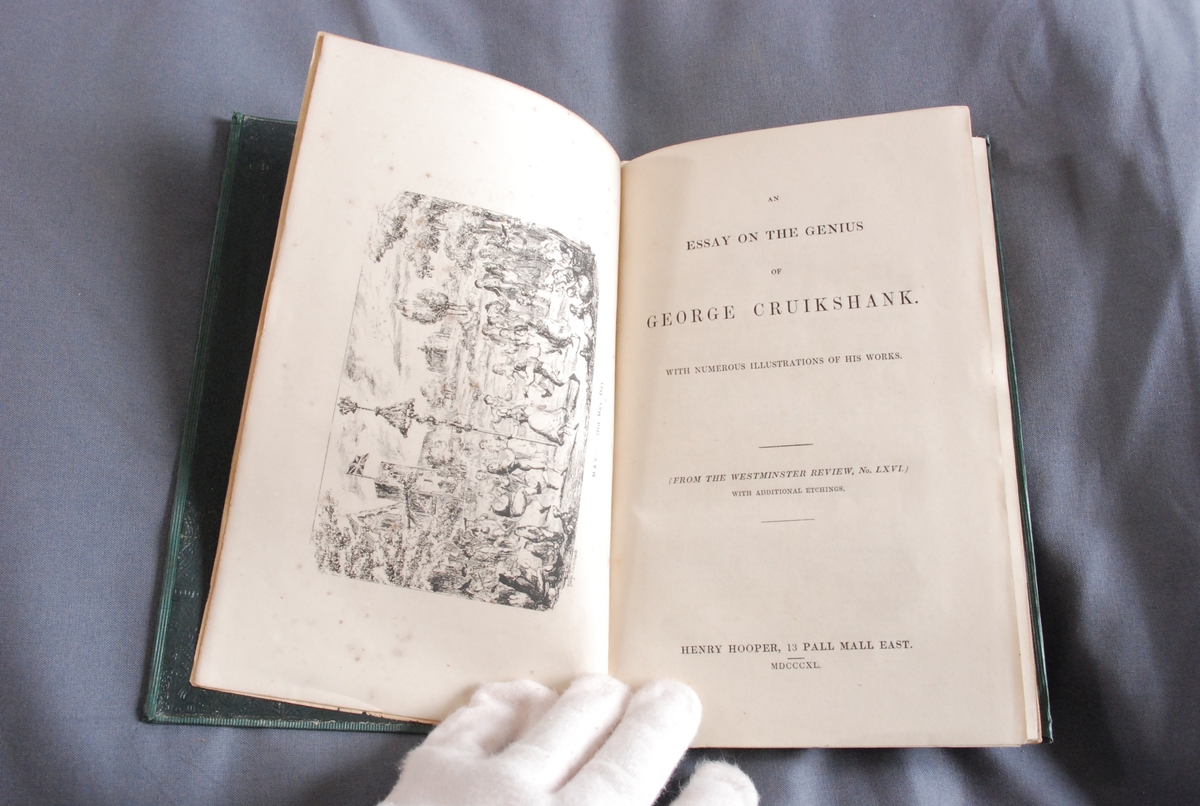 AN
ESSAY ON THE GENIUS
OF
GEORGE CRUIKSHANK.
WITH NUMEROUS ILLUSTRATIONS OF HIS WORKS.
(FROM THE WESTMINSTER REVIEW, No. LXVI.)
WITH ADDITIONAL ETCHINGS.
HENRY HOOPER, 13 PALL MALL EAST.
MDCCCXL.